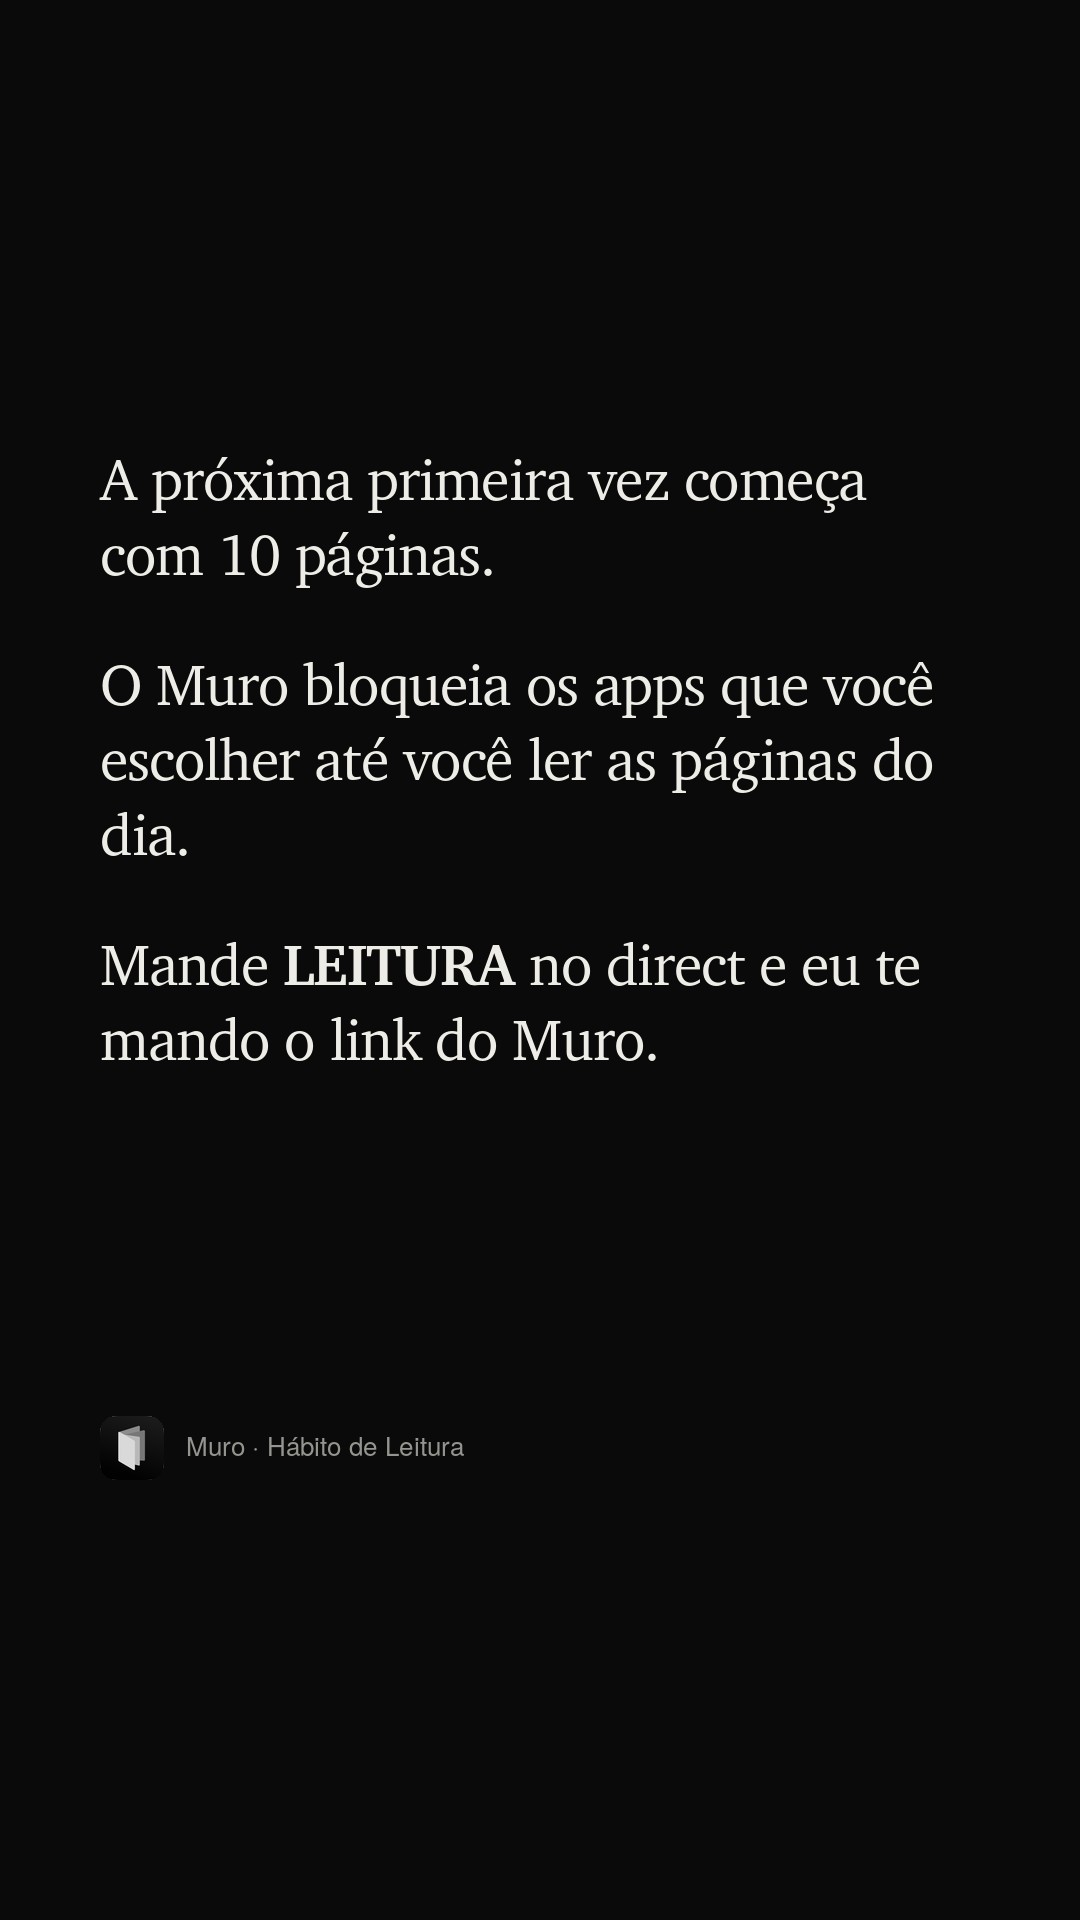 A próxima primeira vez começa
com 10 páginas.
O Muro bloqueia os apps que você
escolher até você ler as páginas do
dia.
Mande LEITURA no direct e eu te
mando o link do Muro.
Muro · Hábito de Leitura